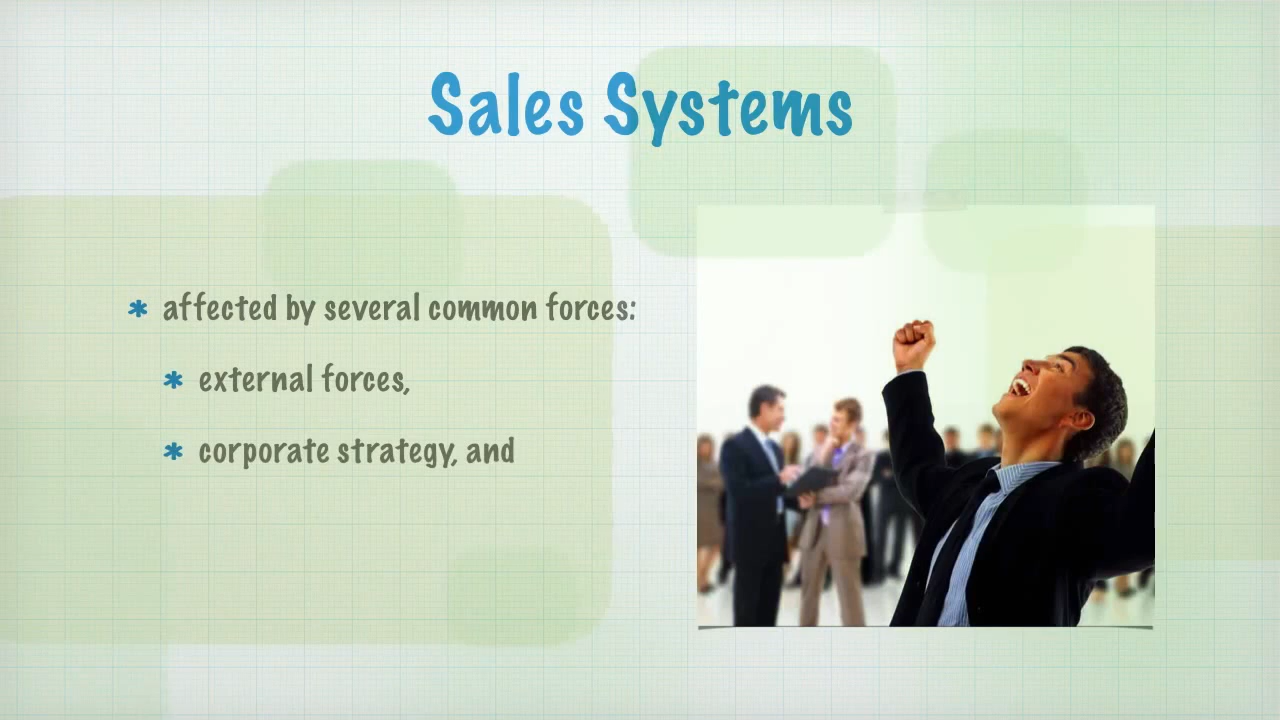 Sales Systems
* affected by several common forces:
* external forces,
* corporate strategy, and